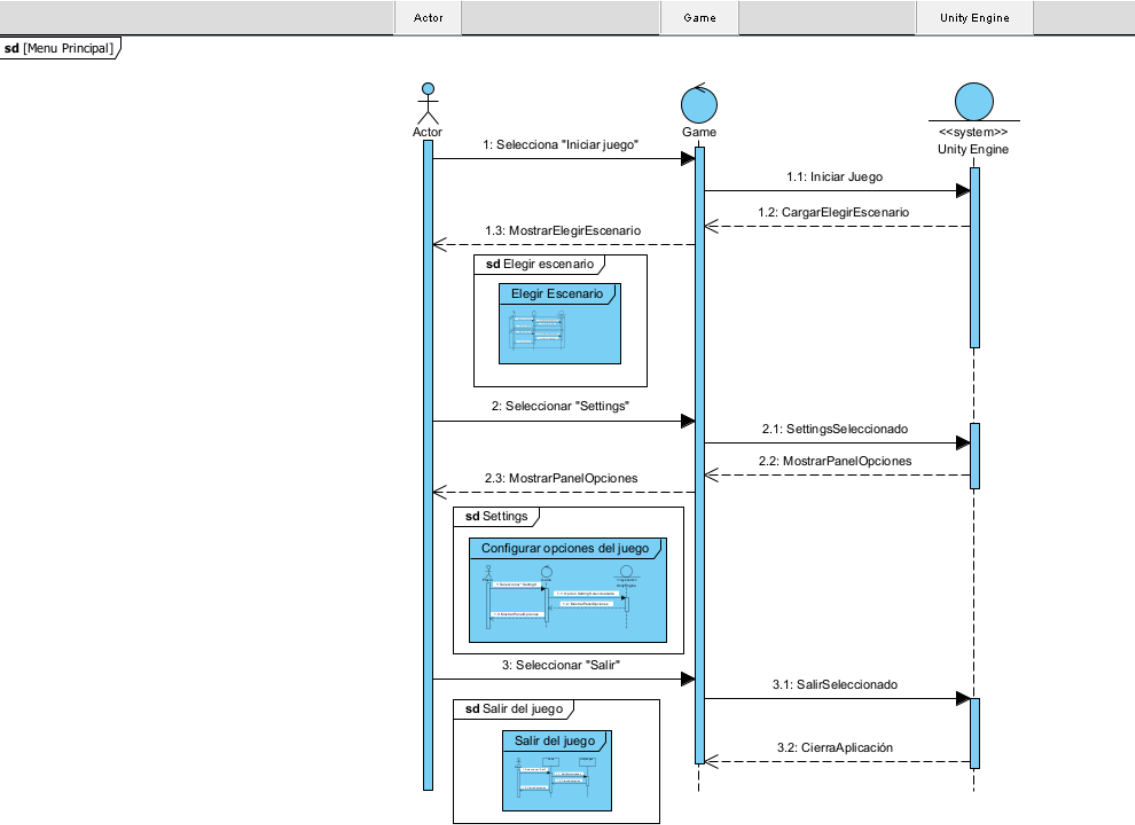 Actor
Game
Unity Engine
sd [Menu Principal]
Actor
Game
<<system>>
Unity Engine
1: Selecciona "Iniciar juego"
1.1: Iniciar Juego
1.2: CargarElegirEscenario
1.3: MostrarElegirEscenario
sd Elegir escenario
Elegir Escenario
2: Seleccionar "Settings"
2.1: SettingsSeleccionado
2.2: MostrarPanelOpciones
2.3: MostrarPanelOpciones
sd Settings
Configurar opciones del juego
3: Seleccionar "Salir"
3.1: SalirSeleccionado
sd Salir del juego
Salir del juego
3.2: CierraAplicación